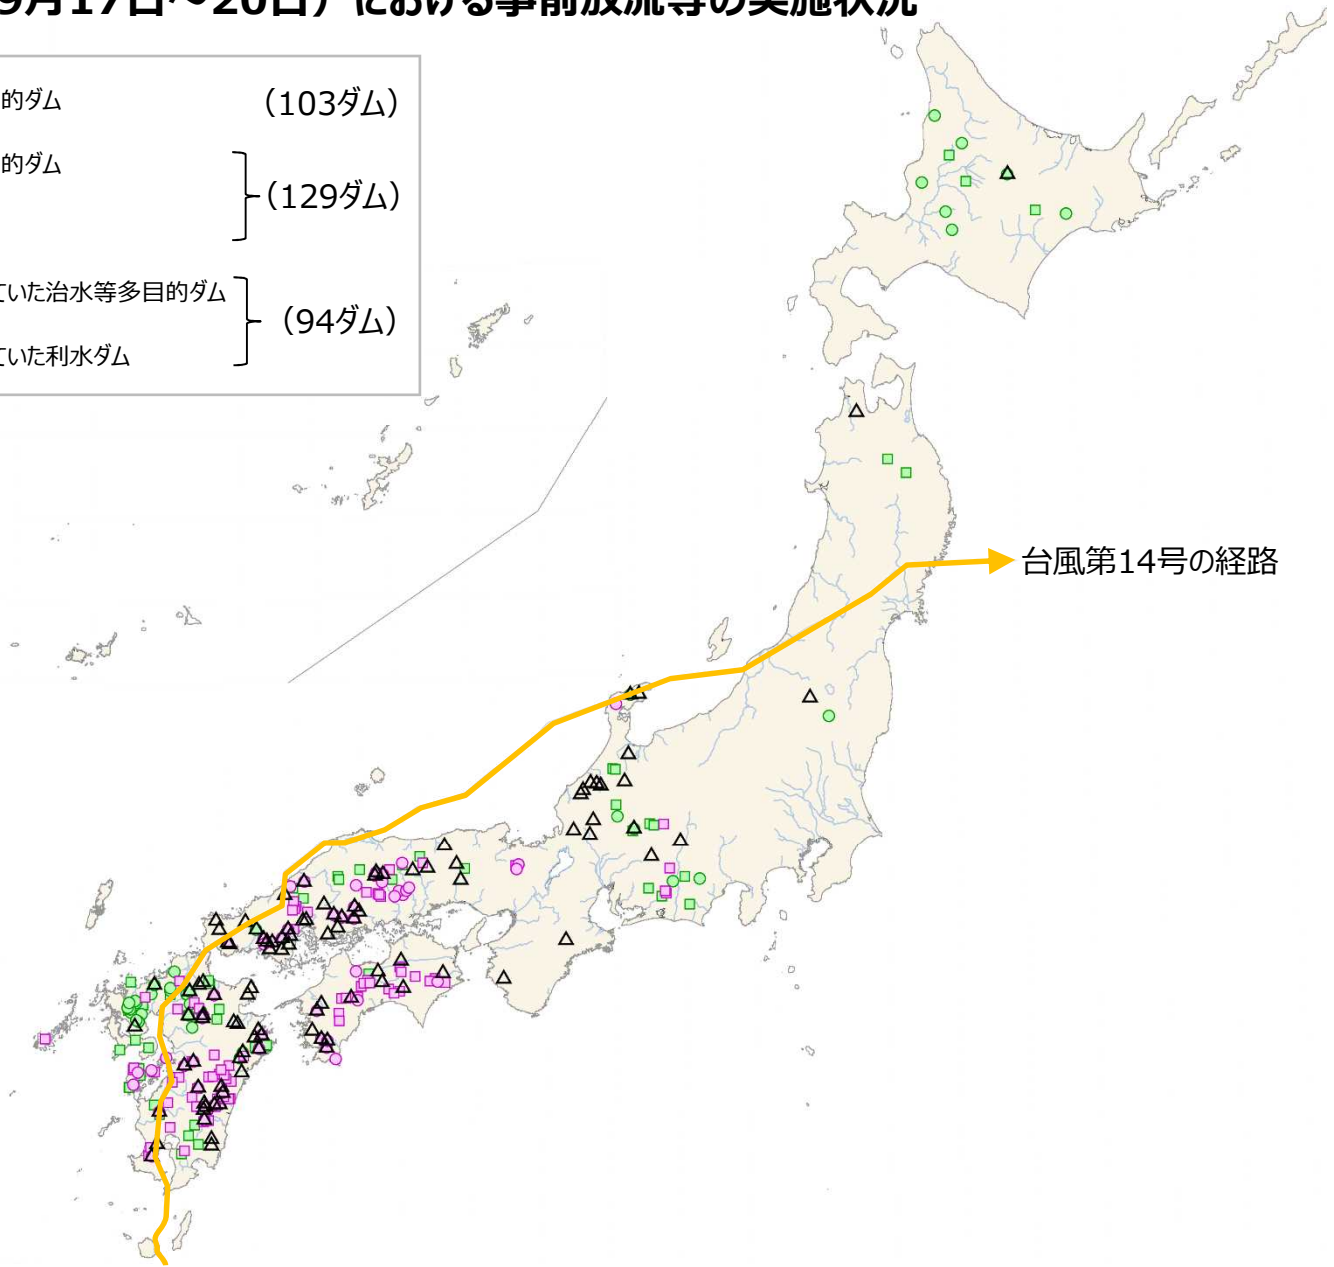 9月17日～20日）における事前放流等の実施状況
的ダム （103ダム）
的ダム
（129ダム）
ていた治水等多目的ダム
（94ダム）
ていた利水ダム
台風第14号の経路